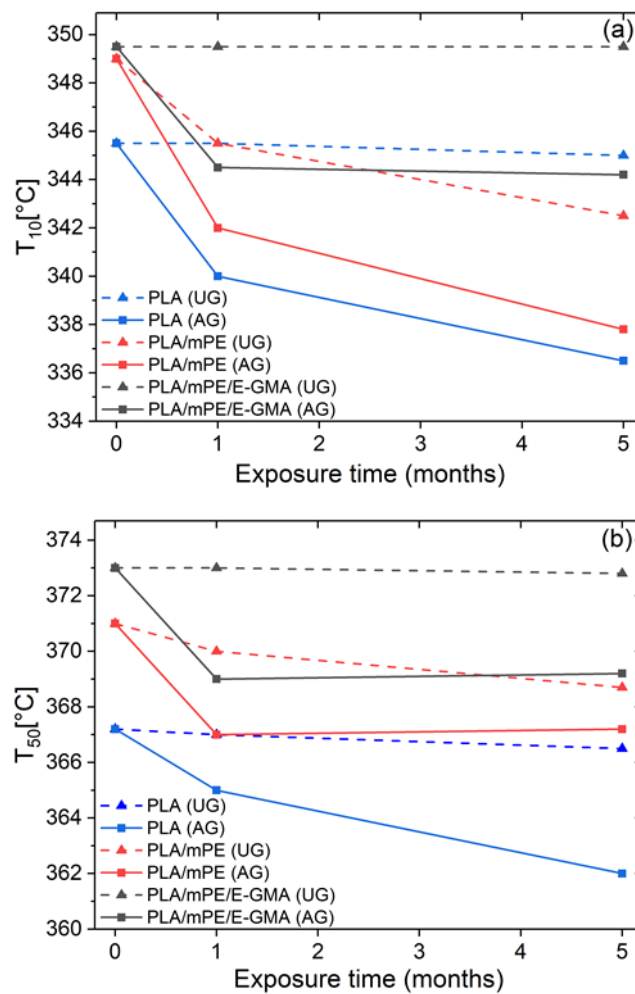 (a)
350
348
346
344
342
340
338
336
334
T10[°C]
PLA (UG)
PLA (AG)
PLA/mPE (UG)
PLA/mPE (AG)
PLA/mPE/E-GMA (UG)
PLA/mPE/E-GMA (AG)
0 1 2 3 4 5
Exposure time (months)
(b)
374
372
370
368
366
364
362
360
T50[°C]
PLA (UG)
PLA (AG)
PLA/mPE (UG)
PLA/mPE (AG)
PLA/mPE/E-GMA (UG)
PLA/mPE/E-GMA (AG)
0 1 2 3 4 5
Exposure time (months)